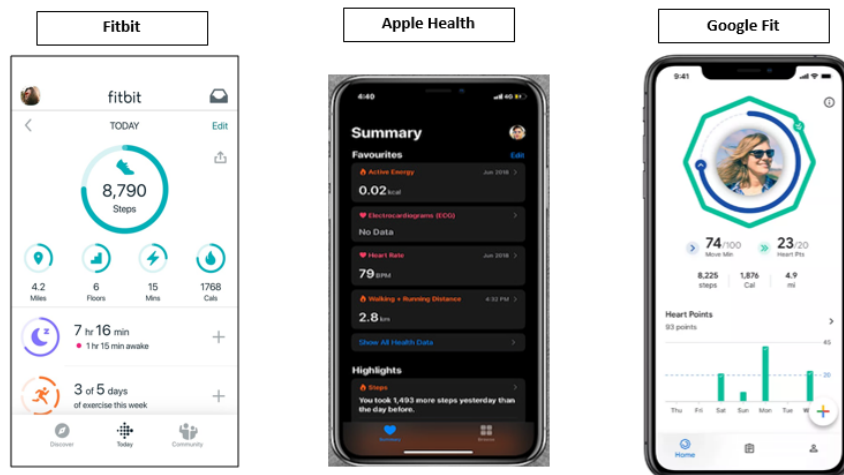 Fitbit
Apple Health
Google Fit
fitbit
TODAY
Edit
8,790
Steps
4.2
6
15
1768
Miles
Floors
Mins
Cals
7 hr 16 min
1 hr 15 min awake
3 of 5 days
of exercise this week
Discover
Today
Community
4:40
4G
Summary
Favourites
Edit
Active Energy
Jun 2018
0.02 kcal
Electrocardiograms (ECG)
No Data
Heart Rate
Jun 2018
79 BPM
Walking + Running Distance
4:32 PM
2.8 km
Show All Health Data
Highlights
Steps
You took 1,493 more steps yesterday than
the day before.
Summary
Browse
9:41
74/100
Move Min
23/20
Heart Pts
8,225
1,876
4.9
steps
Cal
mi
Heart Points
93 points
45
20
Thu Fri Sat Sun Mon Tue
Home